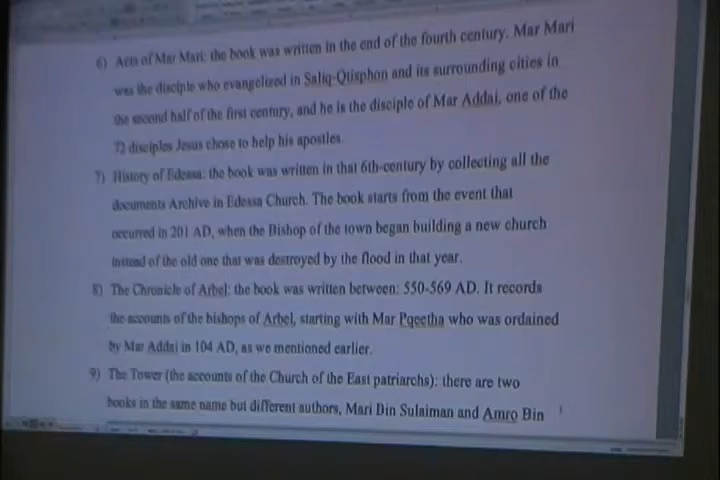 6) Acts of Mar Mari: the book was written in the end of the fourth century. Mar Mari
was the disciple who evangelized in Saliq-Qtisphon and its surrounding cities in
the second half of the first century, and he is the disciple of Mar Addai, one of the
72 disciples Jesus chose to help his apostles.
7) History of Edessa: the book was written in that 6th-century by collecting all the
documents Archive in Edessa Church. The book starts from the event that
occurred in 201 AD, when the Bishop of the town began building a new church
instead of the old one that was destroyed by the flood in that year.
8) The Chronicle of Arbel: the book was written between: 550-569 AD. It records
the accounts of the bishops of Arbel, starting with Mar Pqeetha who was ordained
by Mar Addai in 104 AD, as we mentioned earlier.
9) The Tower (the accounts of the Church of the East patriarchs): there are two
books in the same name but different authors, Mari Bin Sulaiman and Amro Bin